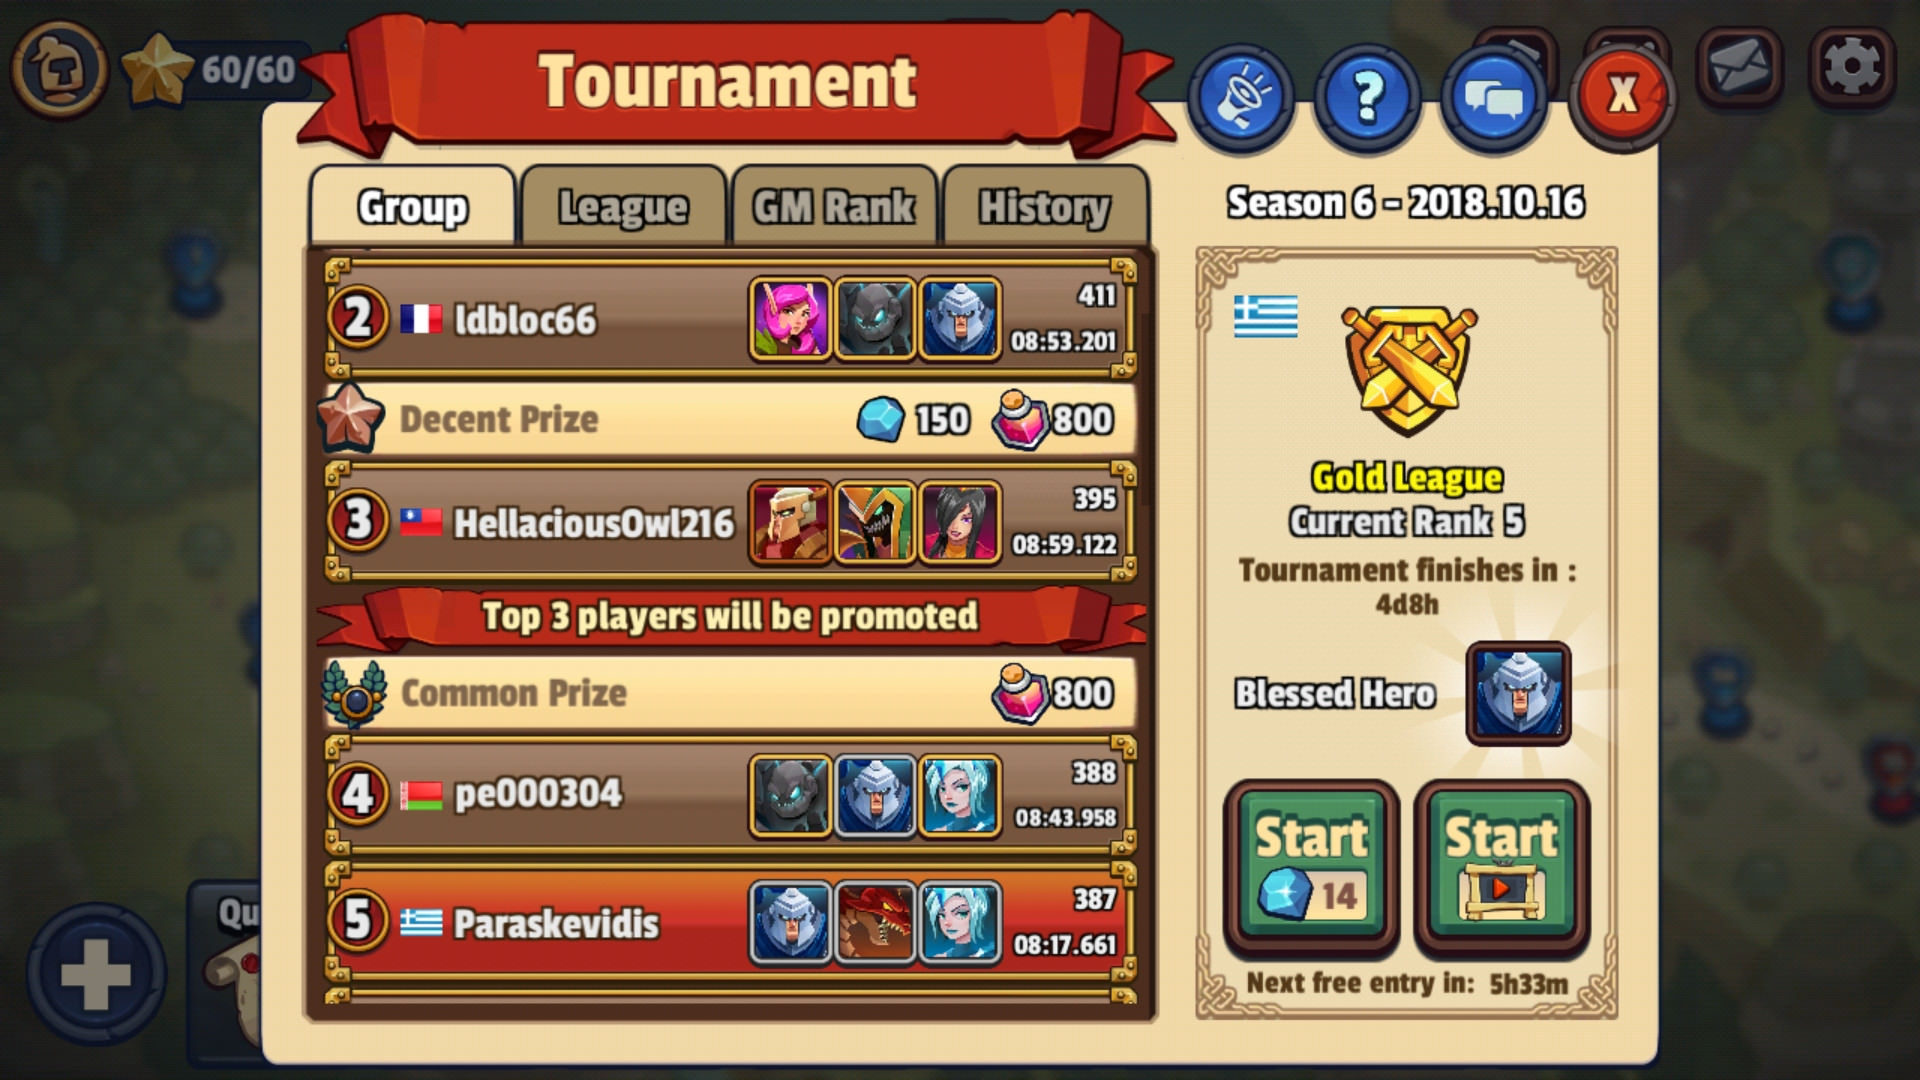 60/60
Tournament
?
X
Group
League
GM Rank
History
2
ldbloc66
411
08:53.201
Decent Prize
150
800
3
HellaciousOwl216
395
08:59.122
Top 3 players will be promoted
Common Prize
800
4
pe000304
388
08:43.958
5
Paraskevidis
387
08:17.661
Season 6 - 2018.10.16
Gold League
Current Rank 5
Tournament finishes in :
4d8h
Blessed Hero
Start
14
Start
Next free entry in: 5h33m
Qu